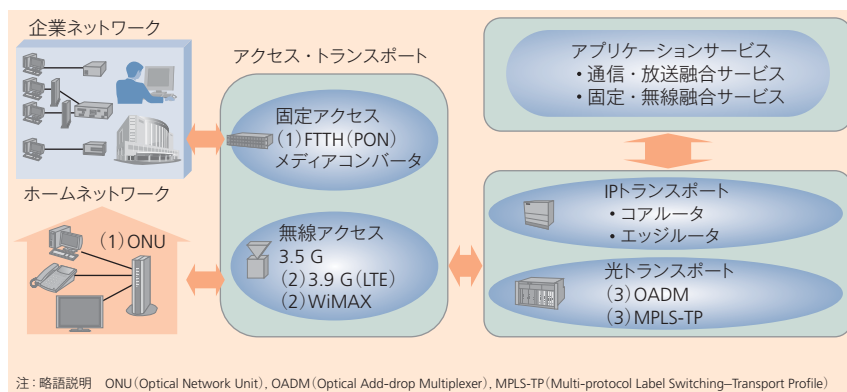 企業ネットワーク
アクセス・トランスポート
固定アクセス
(1)FTTH(PON)
メディアコンバータ
ホームネットワーク
(1)ONU
無線アクセス
3.5 G
(2)3.9 G(LTE)
(2)WiMAX
アプリケーションサービス
・通信・放送融合サービス
・固定・無線融合サービス
IPトランスポート
・コアルータ
・エッジルータ
光トランスポート
(3)OADM
(3)MPLS-TP
注:略語説明 ONU(Optical Network Unit), OADM(Optical Add-drop Multiplexer), MPLS-TP(Multi-protocol Label Switching–Transport Profile)